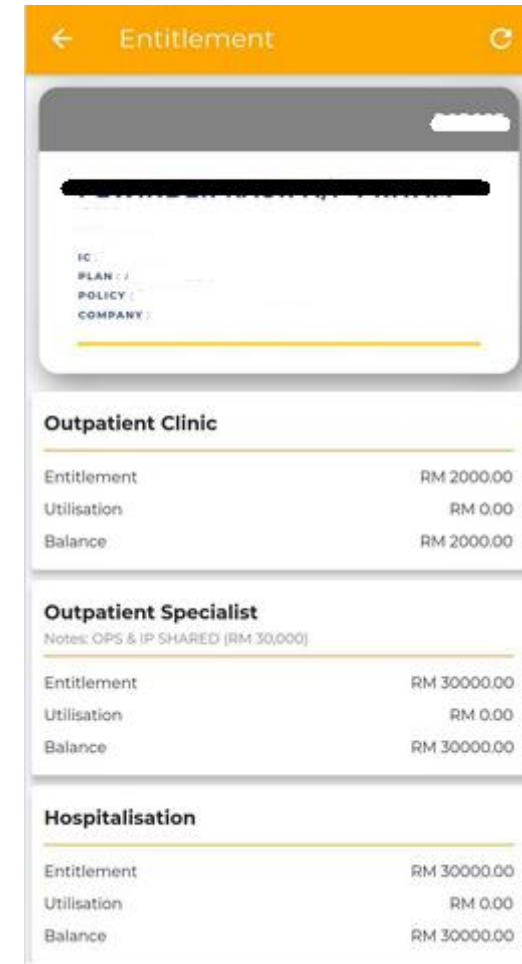 Entitlement
IC :
PLAN :
POLICY :
COMPANY :
Outpatient Clinic
Entitlement RM 2000.00
Utilisation RM 0.00
Balance RM 2000.00
Outpatient Specialist
Notes: OPS & IP SHARED (RM 30,000)
Entitlement RM 30000.00
Utilisation RM 0.00
Balance RM 30000.00
Hospitalisation
Entitlement RM 30000.00
Utilisation RM 0.00
Balance RM 30000.00